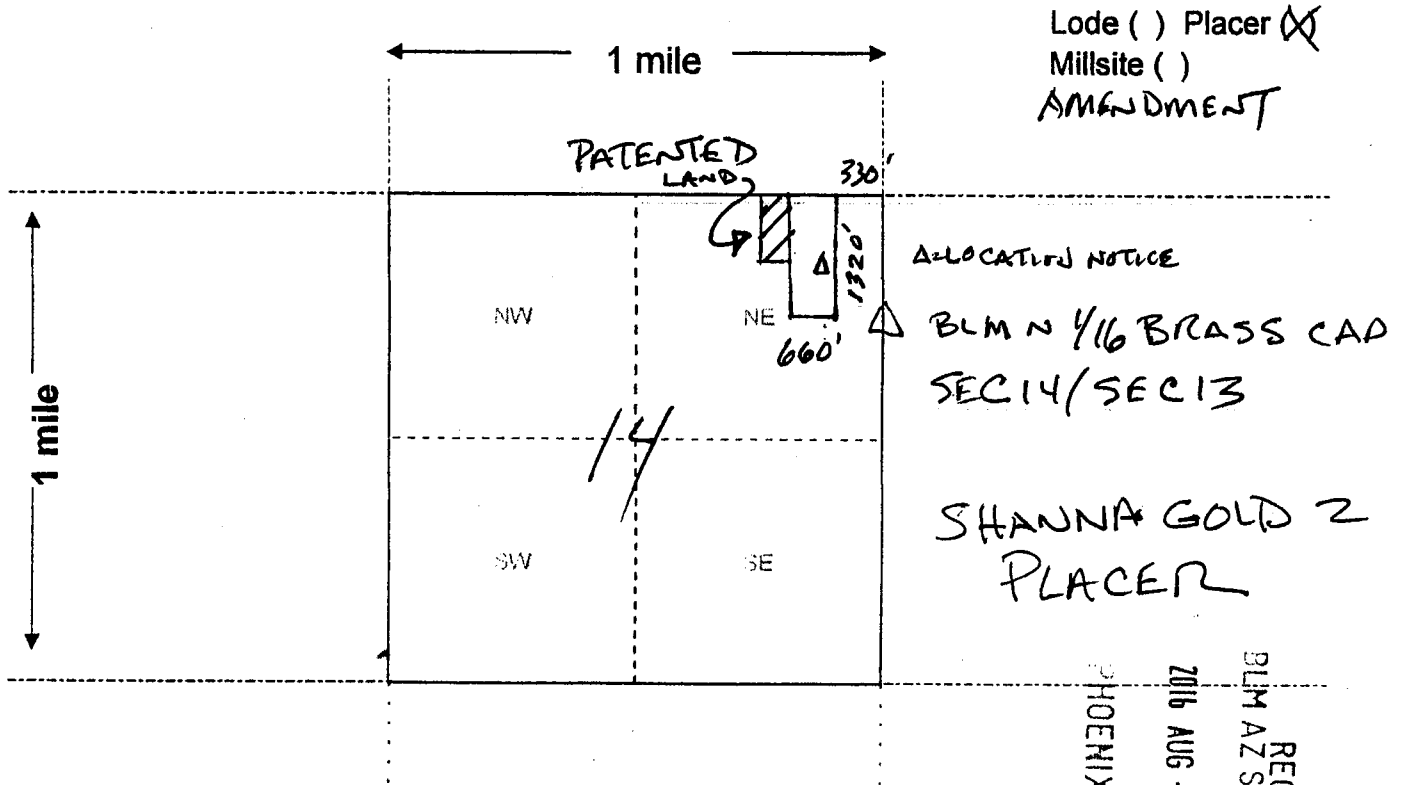 Lode ( ) Placer (X)
Millsite ( )
AMENDMENT
1 mile
PATENTED
LAND
330'
1320'
Δ=LOCATION NOTICE
Δ
NW
NE
660'
BLM N 1/16 BRASS CAP
SEC14/SEC13
1 mile
14
SW
SE
SHANNA GOLD 2
PLACER
BLM AZ S
2016 AUG
PHOENIX